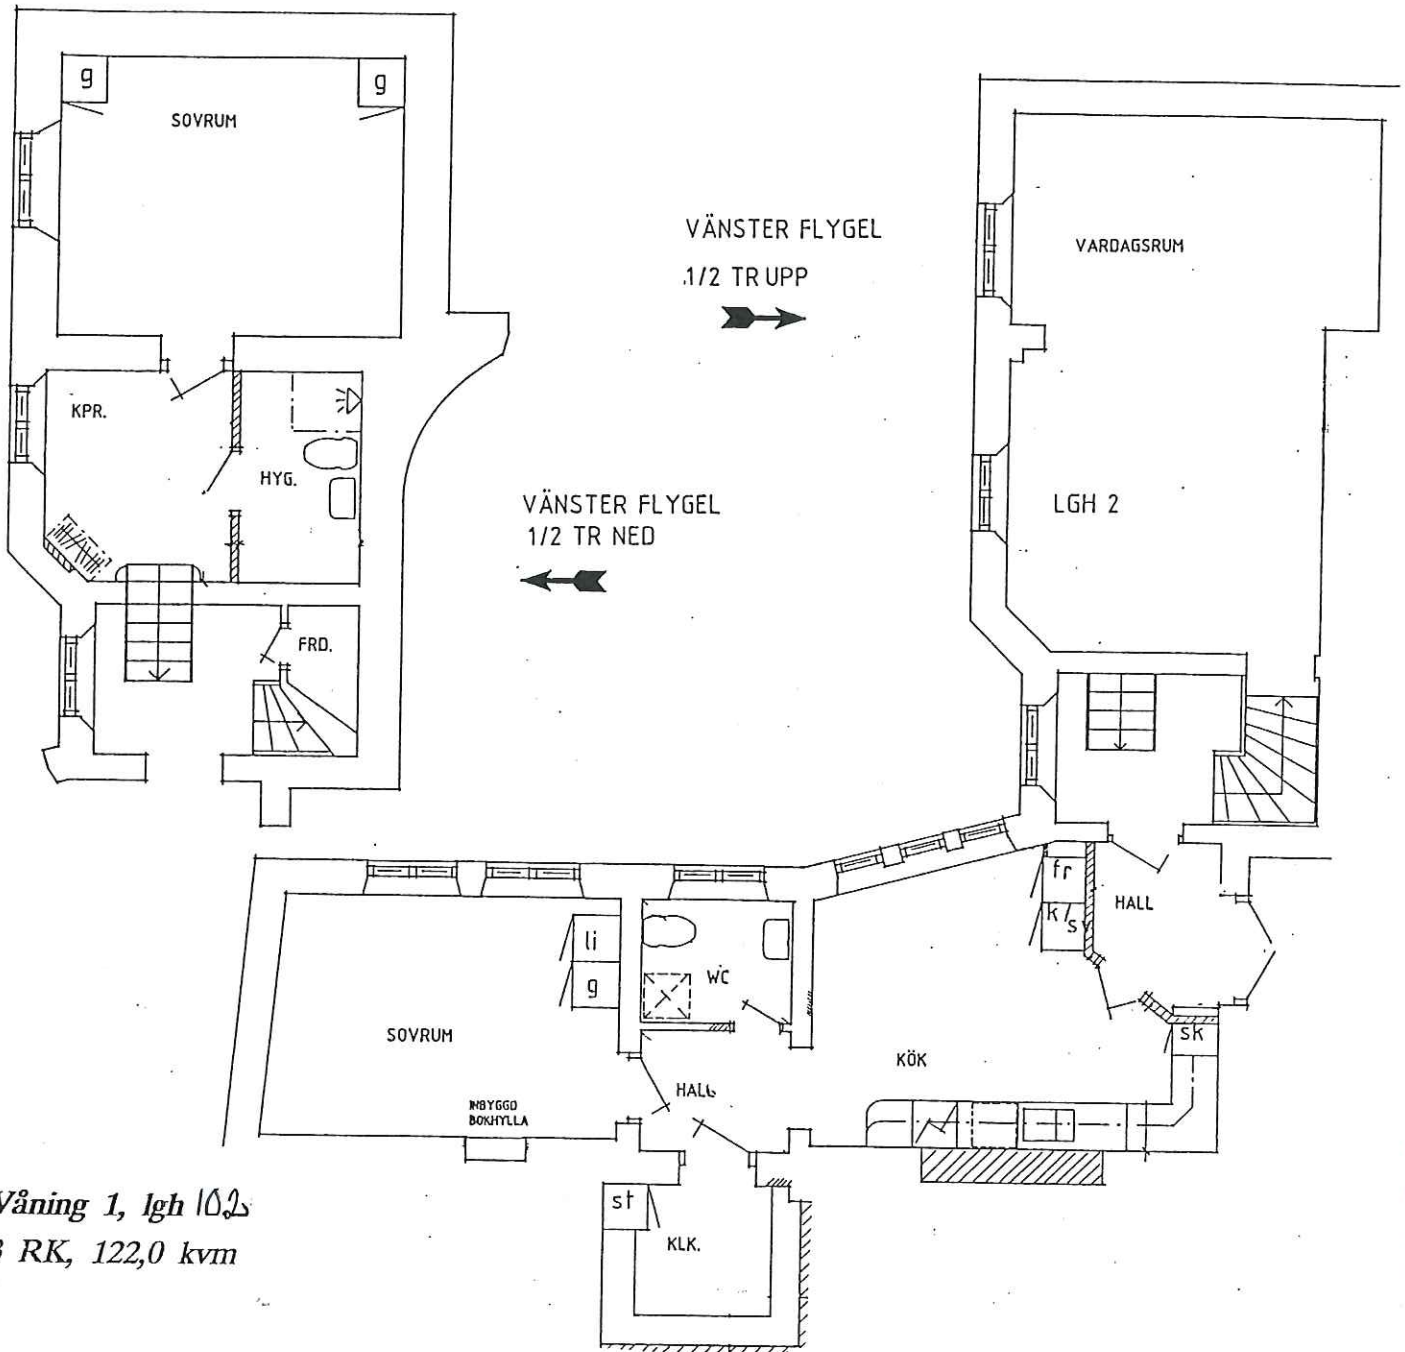 g
g
SOVRUM
VÄNSTER FLYGEL
1/2 TR UPP
VARDAGSRUM
KPR.
HYG.
VÄNSTER FLYGEL
1/2 TR NED
LGH 2
FRD.
fr
k/sv
HALL
li
g
WC
SOVRUM
sk
KÖK
HALL
INBYGGD
BOKHYLLA
st
KLK.
Våning 1, lgh 102
RK, 122,0 kvm